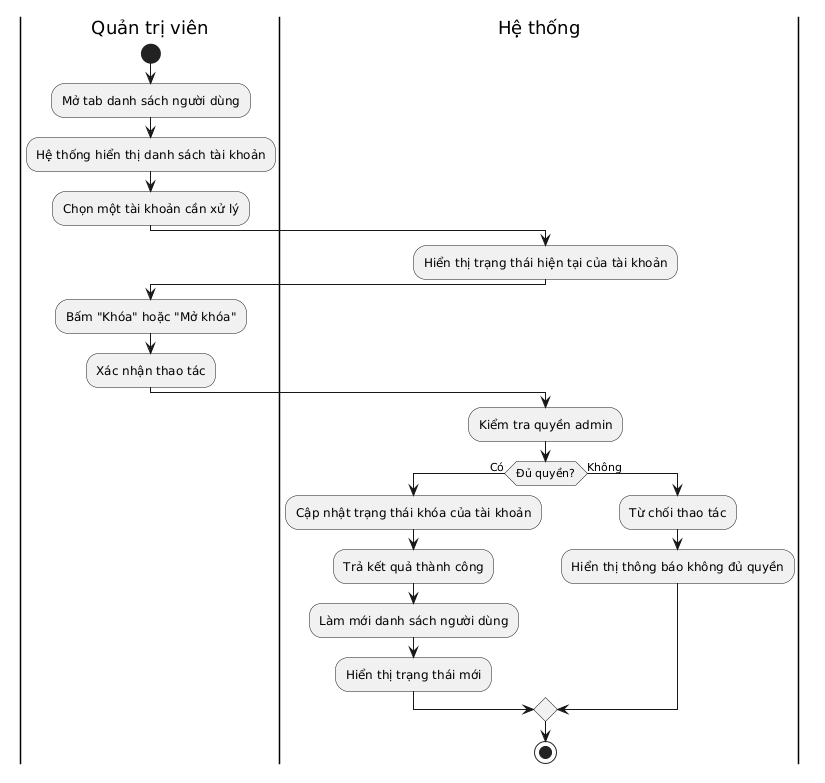 Quản trị viên
Hệ thống
Mở tab danh sách người dùng
Hệ thống hiển thị danh sách tài khoản
Chọn một tài khoản cần xử lý
Hiển thị trạng thái hiện tại của tài khoản
Bấm "Khóa" hoặc "Mở khóa"
Xác nhận thao tác
Kiểm tra quyền admin
Đủ quyền?
Có
Không
Cập nhật trạng thái khóa của tài khoản
Từ chối thao tác
Trả kết quả thành công
Hiển thị thông báo không đủ quyền
Làm mới danh sách người dùng
Hiển thị trạng thái mới